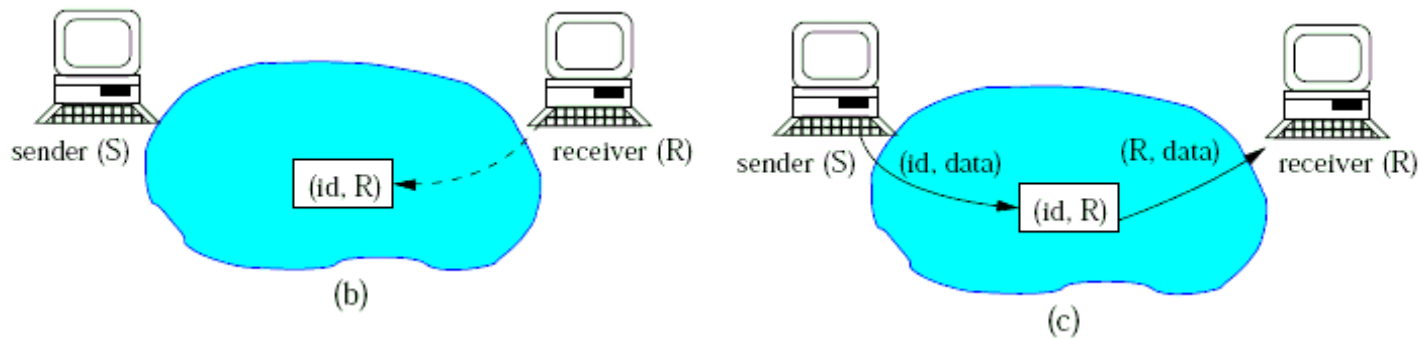 sender (S)
receiver (R)
(id, R)
(b)
sender (S)
(id, data)
(R, data)
receiver (R)
(id, R)
(c)